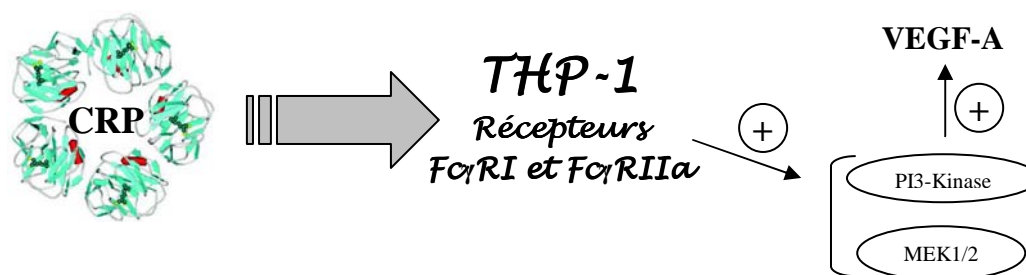 CRP
THP-1
Récepteurs
FcγRI et FcγRIIa
+
VEGF-A
+
PI3-Kinase
MEK1/2